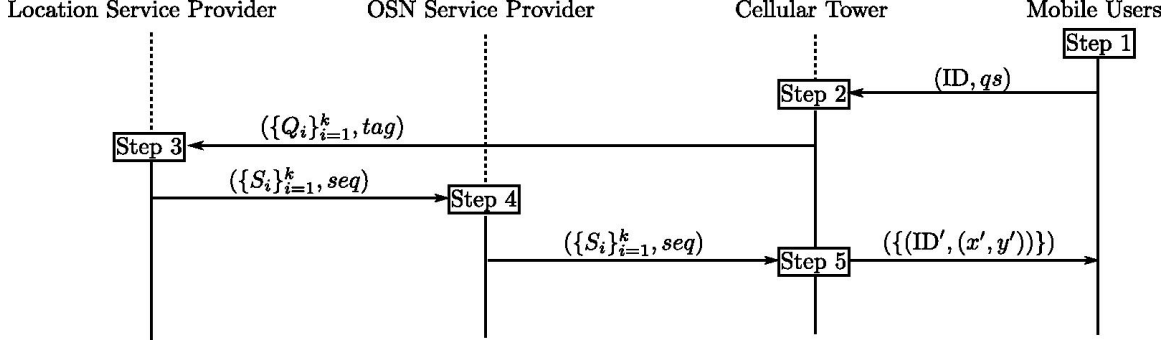 Location Service Provider OSN Service Provider Cellular Tower Mobile Users
Step 1
(ID, qs)
Step 2
({Q_i}_{i=1}^k, tag)
Step 3
({S_i}_{i=1}^k, seq)
Step 4
({S_i}_{i=1}^k, seq)
({(ID′, (x′, y′))})
Step 5